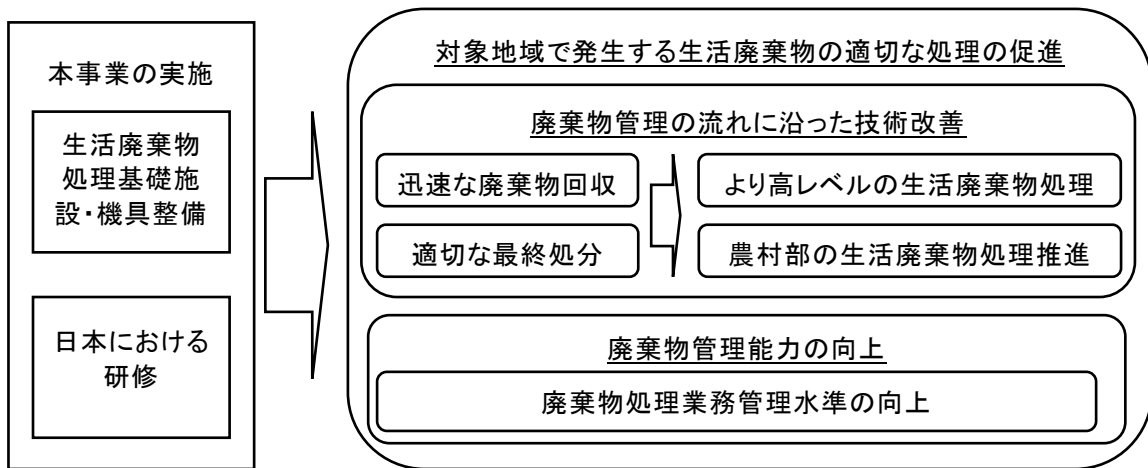 本事業の実施
生活廃棄物
処理基礎施
設・機具整備
日本における
研修
対象地域で発生する生活廃棄物の適切な処理の促進
廃棄物管理の流れに沿った技術改善
迅速な廃棄物回収
より高レベルの生活廃棄物処理
適切な最終処分
農村部の生活廃棄物処理推進
廃棄物管理能力の向上
廃棄物処理業務管理水準の向上